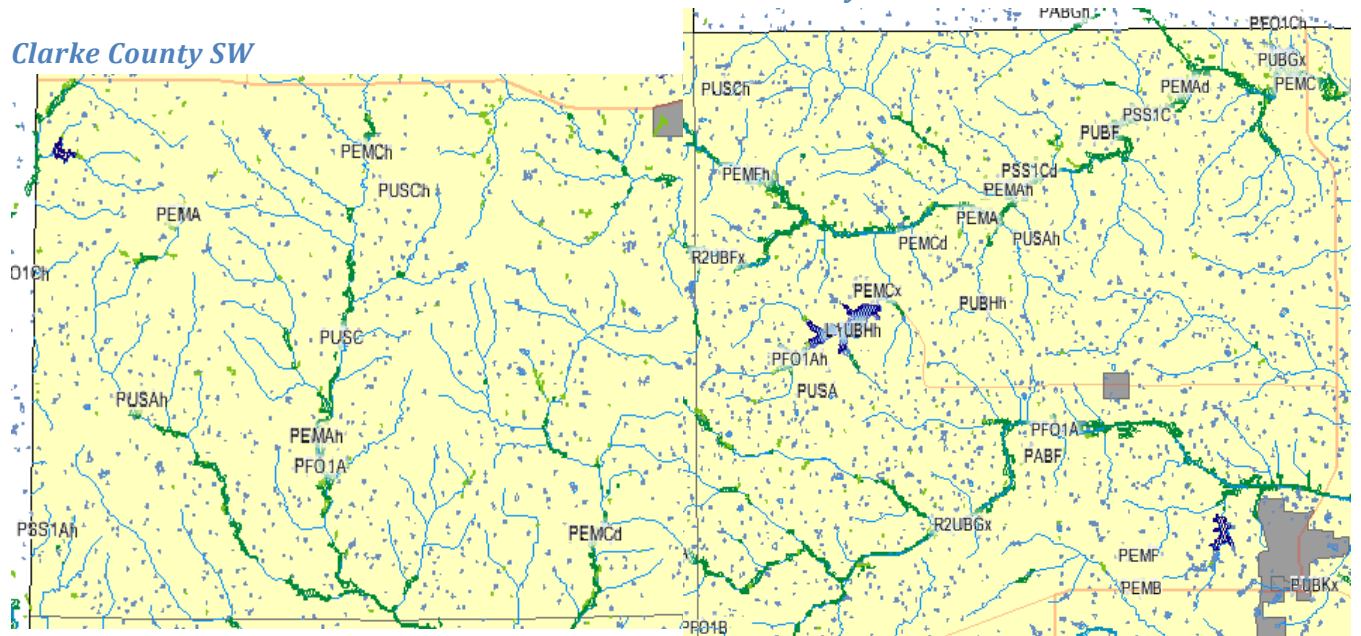 Clarke County SW
PEMCh
PUSCh
PEMA
O1Ch
PUSC
PUSAh
PEMAh
PFO1A
PSS1Ah
PEMCd
PABGh
PFO1Ch
PUBGx
PUSCh
PEMAd
PEMC
PSS1C
PUBF
PEMFh
PSS1Cd
PEMAh
PEMA
PEMCd
PUSAh
R2UBFx
PEMCx
PUBHh
L1UBHh
PFO1Ah
PUSA
PFO1A
PABF
R2UBGx
PEMF
PEMB
PUBKx
PFO1B